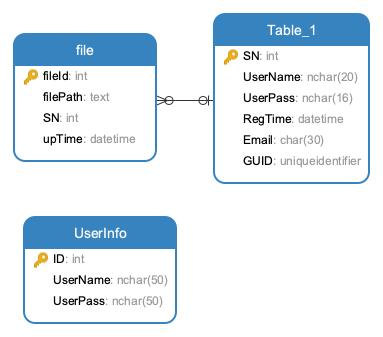 file
fileId: int
filePath: text
SN: int
upTime: datetime
Table_1
SN: int
UserName: nchar(20)
UserPass: nchar(16)
RegTime: datetime
Email: char(30)
GUID: uniqueidentifier
UserInfo
ID: int
UserName: nchar(50)
UserPass: nchar(50)